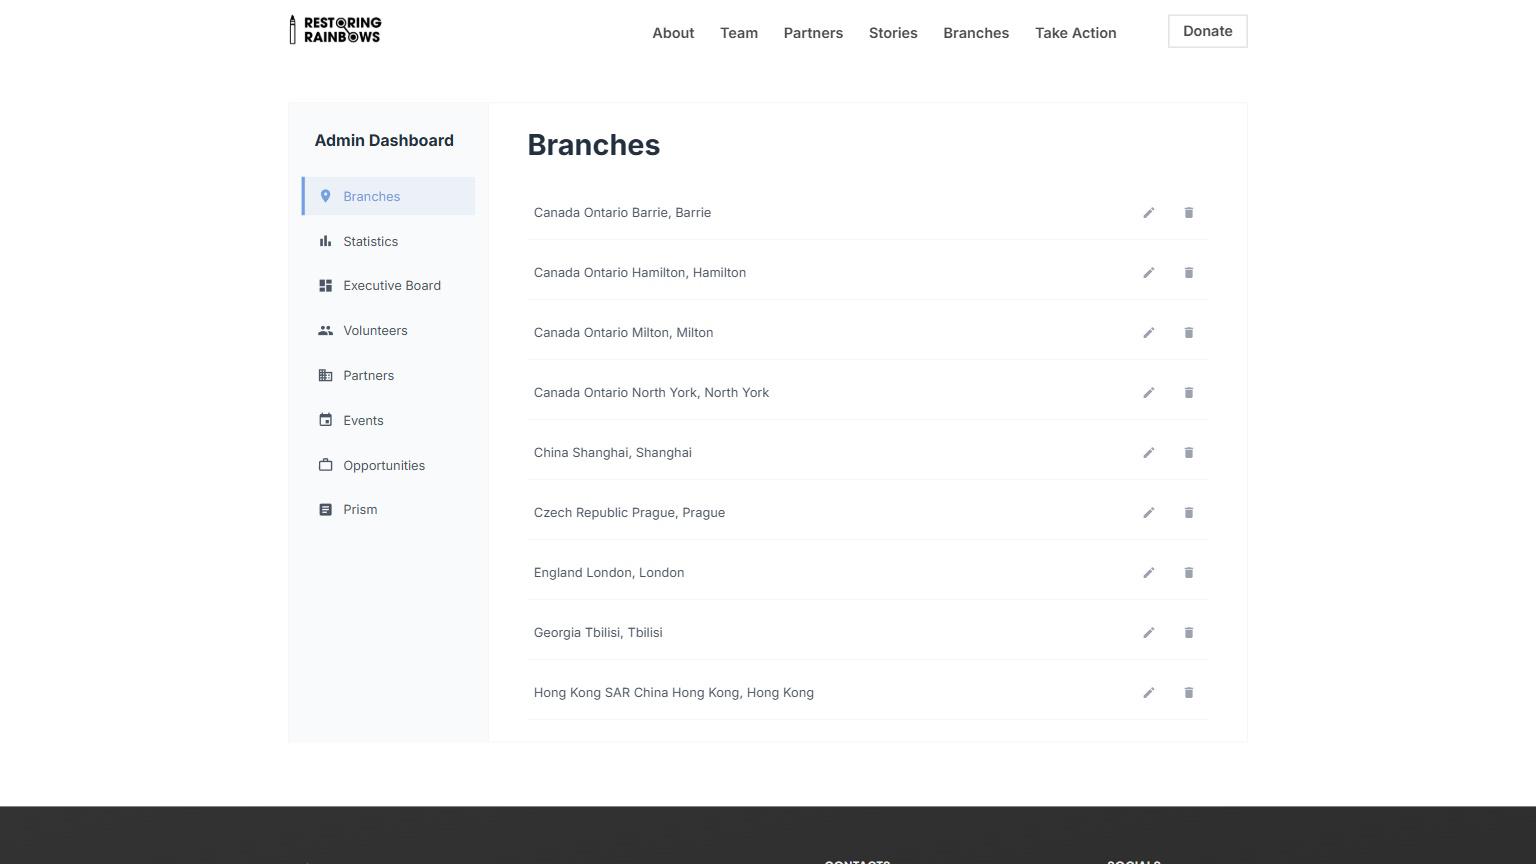 RESTORING
RAINBOWS
About
Team
Partners
Stories
Branches
Take Action
Donate
Admin Dashboard
Branches
Statistics
Executive Board
Volunteers
Partners
Events
Opportunities
Prism
Branches
Canada Ontario Barrie, Barrie
Canada Ontario Hamilton, Hamilton
Canada Ontario Milton, Milton
Canada Ontario North York, North York
China Shanghai, Shanghai
Czech Republic Prague, Prague
England London, London
Georgia Tbilisi, Tbilisi
Hong Kong SAR China Hong Kong, Hong Kong
CONTACTS
SOCIALS